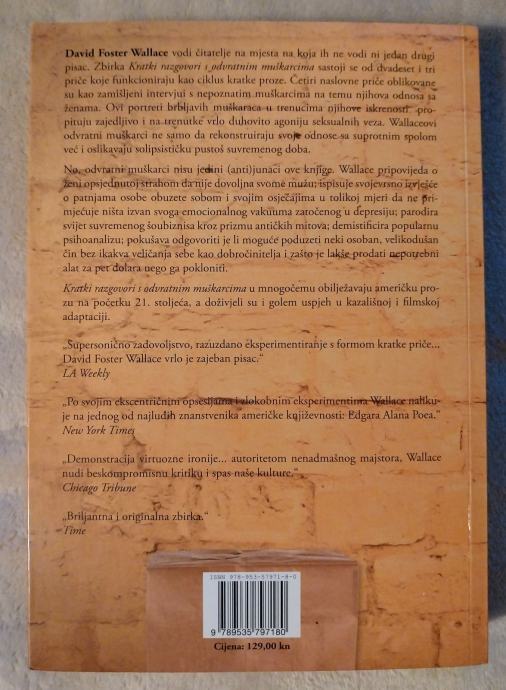 David Foster Wallace vodi čitatelje na mjesta na koja ih ne vodi ni jedan drugi
pisac. Zbirka Kratki razgovori s odvratnim muškarcima sastoji se od dvadeset i tri
priče koje funkcioniraju kao ciklus kratke proze. Četiri naslovne priče oblikovane
su kao zamišljeni intervjui s nepoznatim muškarcima na temu njihova odnosa sa
ženama. Ovi portreti brbljavih muškaraca u trenucima njihove iskrenosti pro-
pituju zajedljivo i na trenutke vrlo duhovito agoniju seksualnih veza. Wallaceovi
odvratni muškarci ne samo da rekonstruiraju svoje odnose sa suprotnim spolom
već i oslikavaju solipsističku pustoš suvremenog doba.
No, odvratni muškarci nisu jedini (anti)junaci ove knjige. Wallace pripovijeda o
ženi opsjednutoj strahom da nije dovoljna svome mužu; ispisuje svojevrsno izvješće
o patnjama osobe obuzete sobom i svojim osjećajima u tolikoj mjeri da ne pri-
mjećuje ništa izvan svoga emocionalnog vakuuma zatočenog u depresiju; parodira
svijet suvremenog šoubiznisa kroz prizmu antičkih mitova; demistificira popularnu
psihoanalizu; pokušava odgovoriti je li moguće poduzeti neki osoban, velikodušan
čin bez ikakva veličanja sebe kao dobročinitelja i zašto je lakše prodati nepotrebni
alat za pet dolara nego ga pokloniti.
Kratki razgovori s odvratnim muškarcima u mnogočemu obilježavaju američku pro-
zu na početku 21. stoljeća, a doživjeli su i golem uspjeh u kazališnoj i filmskoj
adaptaciji.
„Supersonično zadovoljstvo, razuzdano eksperimentiranje s formom kratke priče...
David Foster Wallace vrlo je zajeban pisac.“
LA Weekly
„Po svojim ekscentričnim opsesijama i zlokobnim eksperimentima Wallace naliku-
je na jednog od najluđih znanstvenika američke književnosti: Edgara Alana Poea.“
New York Times
„Demonstracija virtuozne ironije... autoritetom nenadmašnog majstora, Wallace
nudi beskompromisnu kritiku i spas naše kulture.“
Chicago Tribune
„Briljantna i originalna zbirka.“
Time
ISBN 978-953-57971-8-0
9 789535 797180
Cijena: 129,00 kn